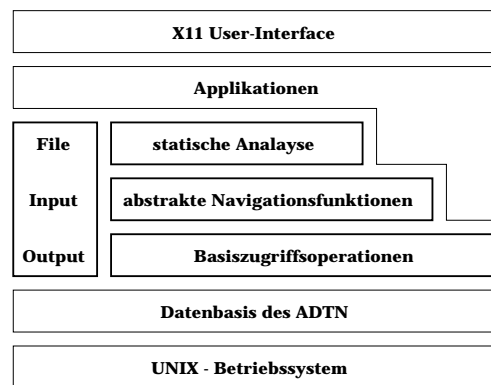 X11 User-Interface
Applikationen
File
statische Analayse
Input
abstrakte Navigationsfunktionen
Output
Basiszugriffsoperationen
Datenbasis des ADTN
UNIX - Betriebssystem